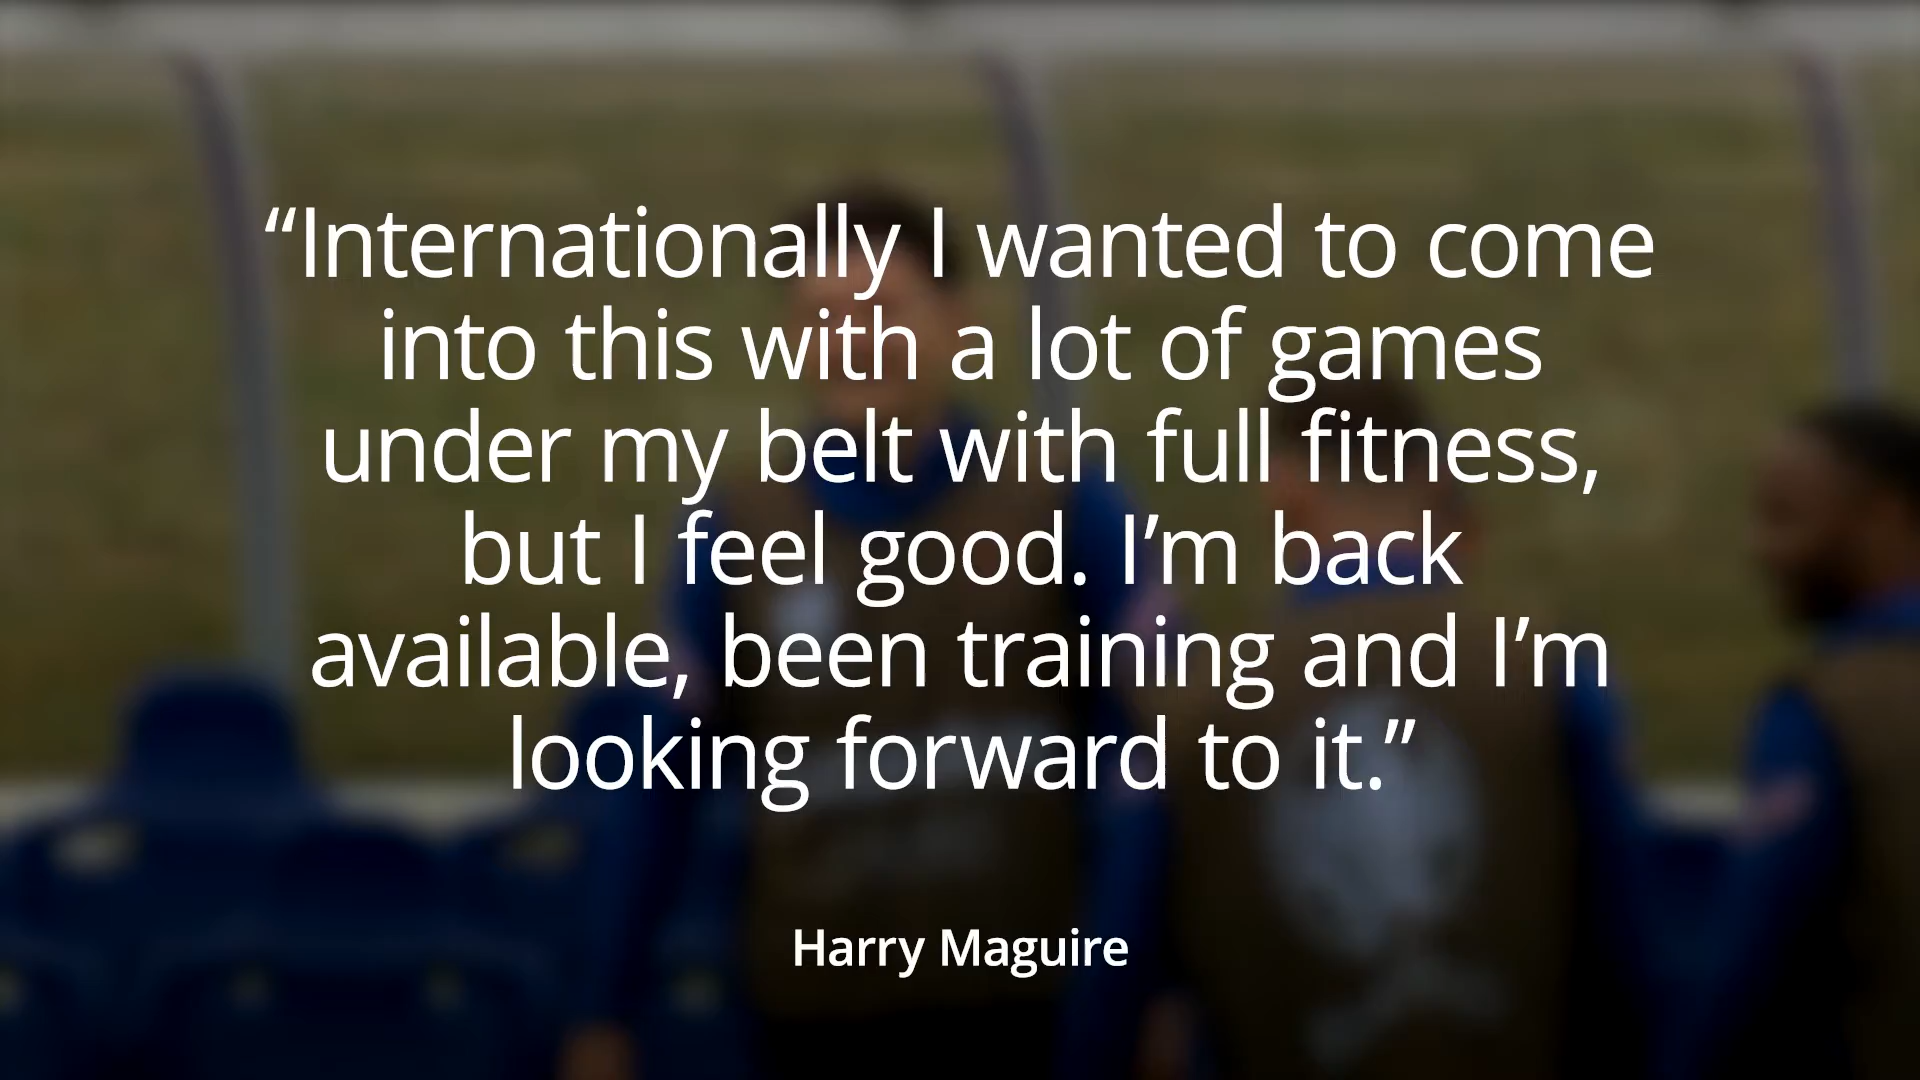 “Internationally I wanted to come
into this with a lot of games
under my belt with full fitness,
but I feel good. I’m back
available, been training and I’m
looking forward to it.”
Harry Maguire